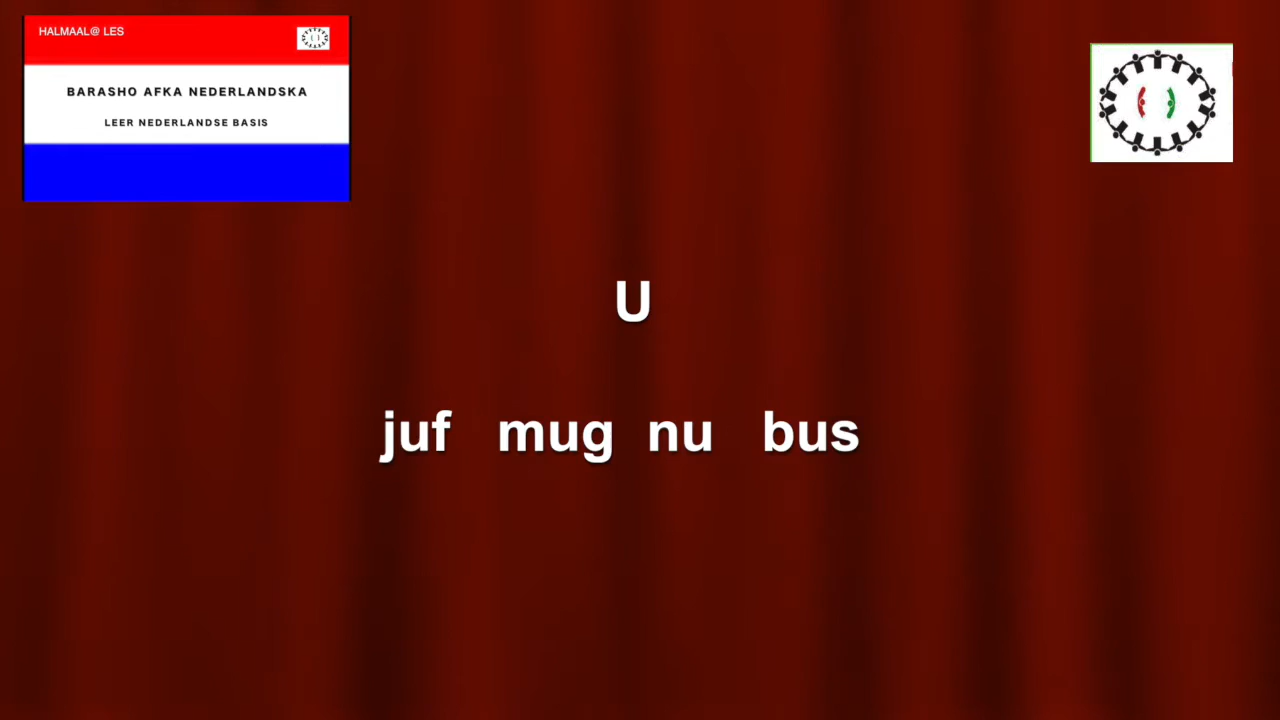 HALMAAL@ LES
BARASHO AFKA NEDERLANDSKA
LEER NEDERLANDSE BASIS
U
juf mug nu bus